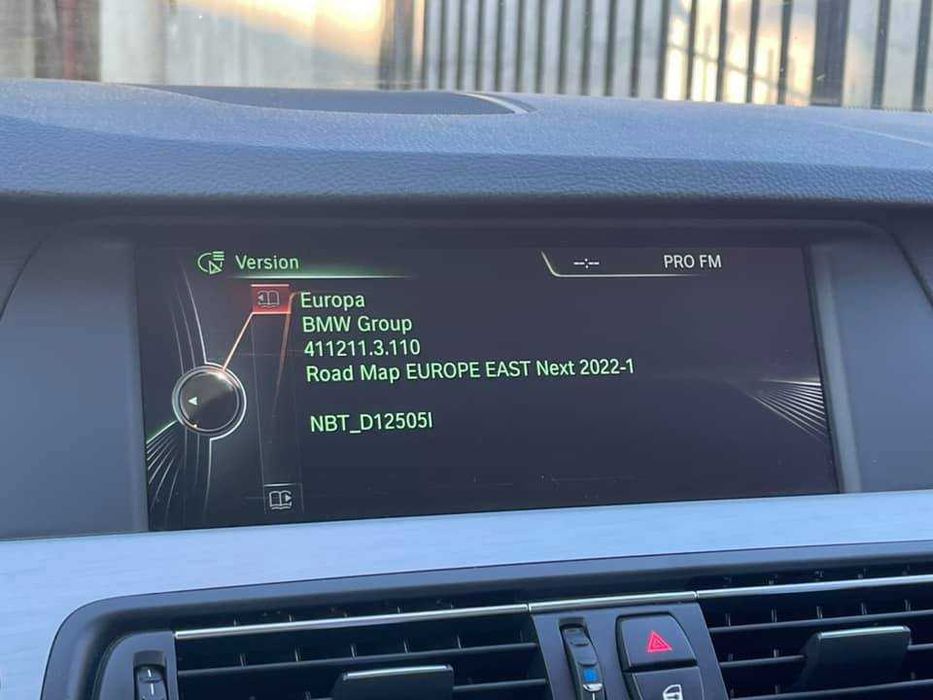 Version
--:-- PRO FM
Europa
BMW Group
411211.3.110
Road Map EUROPE EAST Next 2022-1
NBT_D12505I